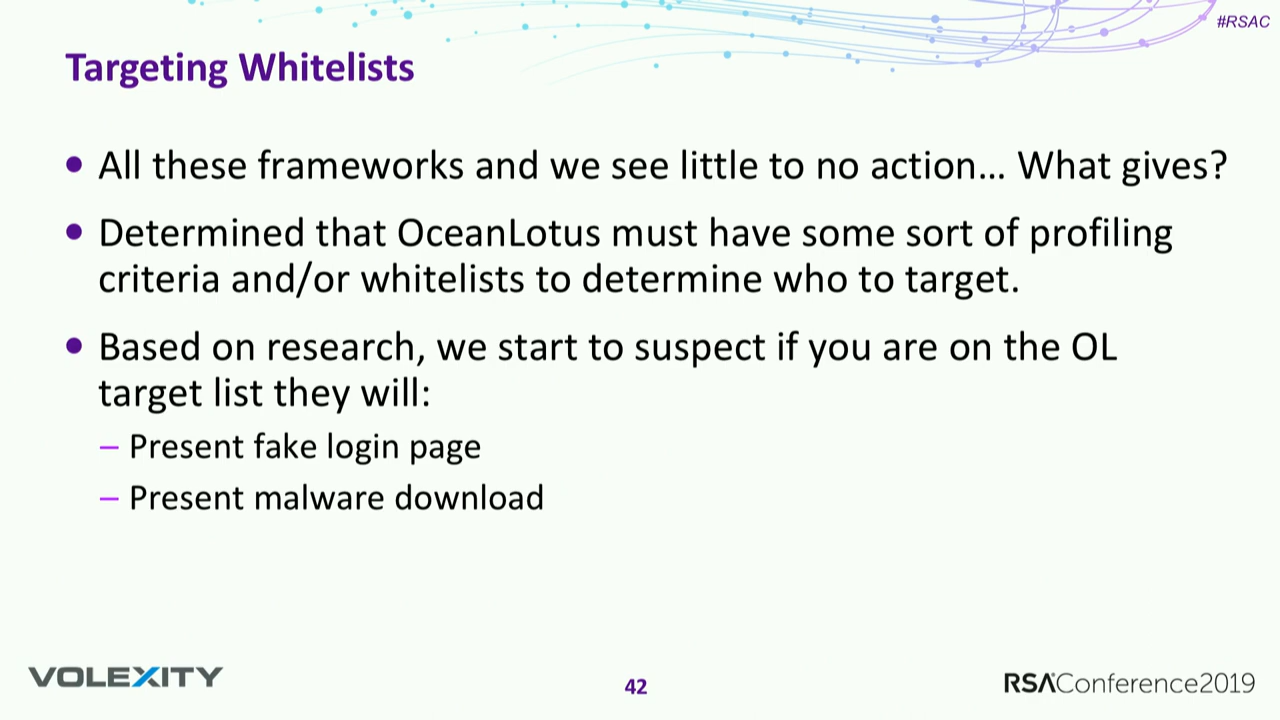 #RSAC
Targeting Whitelists
• All these frameworks and we see little to no action… What gives?
• Determined that OceanLotus must have some sort of profiling
criteria and/or whitelists to determine who to target.
• Based on research, we start to suspect if you are on the OL
target list they will:
– Present fake login page
– Present malware download
VOLEXITY
42
RSAConference2019